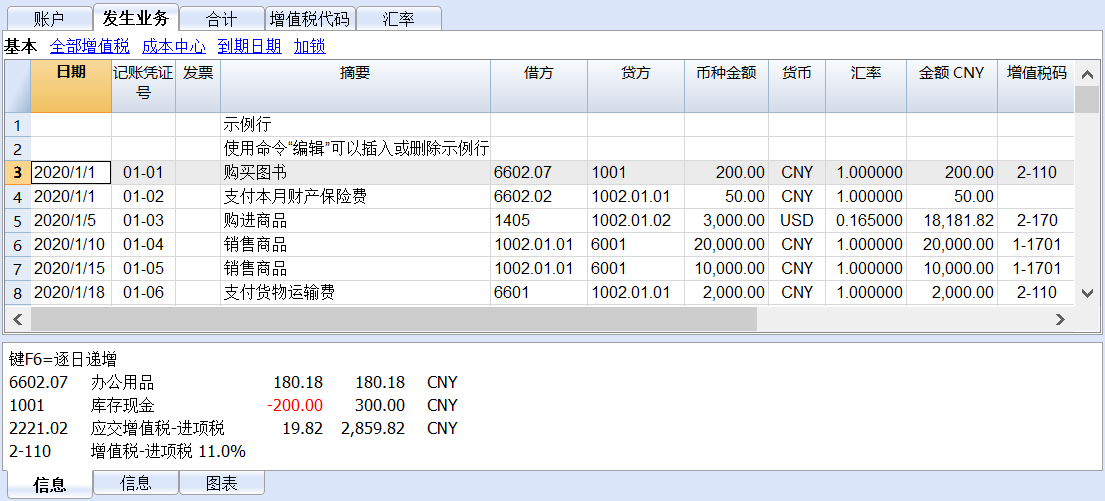 账户 发生业务 合计 增值税代码 汇率
基本 全部增值税 成本中心 到期日期 加锁
日期 记账凭证号 发票 摘要 借方 贷方 币种金额 货币 汇率 金额 CNY 增值税码
1 示例行
2 使用命令“编辑”可以插入或删除示例行
3 2020/1/1 01-01 购买图书 6602.07 1001 200.00 CNY 1.000000 200.00 2-110
4 2020/1/1 01-02 支付本月财产保险费 6602.02 1002.01.01 50.00 CNY 1.000000 50.00
5 2020/1/5 01-03 购进商品 1405 1002.01.02 3,000.00 USD 0.165000 18,181.82 2-170
6 2020/1/10 01-04 销售商品 1002.01.01 6001 20,000.00 CNY 1.000000 20,000.00 1-1701
7 2020/1/15 01-05 销售商品 1002.01.01 6001 10,000.00 CNY 1.000000 10,000.00 1-1701
8 2020/1/18 01-06 支付货物运输费 6601 1002.01.01 2,000.00 CNY 1.000000 2,000.00 2-110
键F6=逐日递增
6602.07 办公用品 180.18 180.18 CNY
1001 库存现金 -200.00 300.00 CNY
2221.02 应交增值税-进项税 19.82 2,859.82 CNY
2-110 增值税-进项税 11.0%
信息 信息 图表